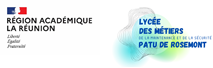 RÉGION ACADÉMIQUE
LA RÉUNION
Liberté
Égalité
Fraternité
LYCÉE
DES MÉTIERS
DE LA MAINTENANCE ET DE LA SÉCURITÉ
PATU DE ROSEMONT